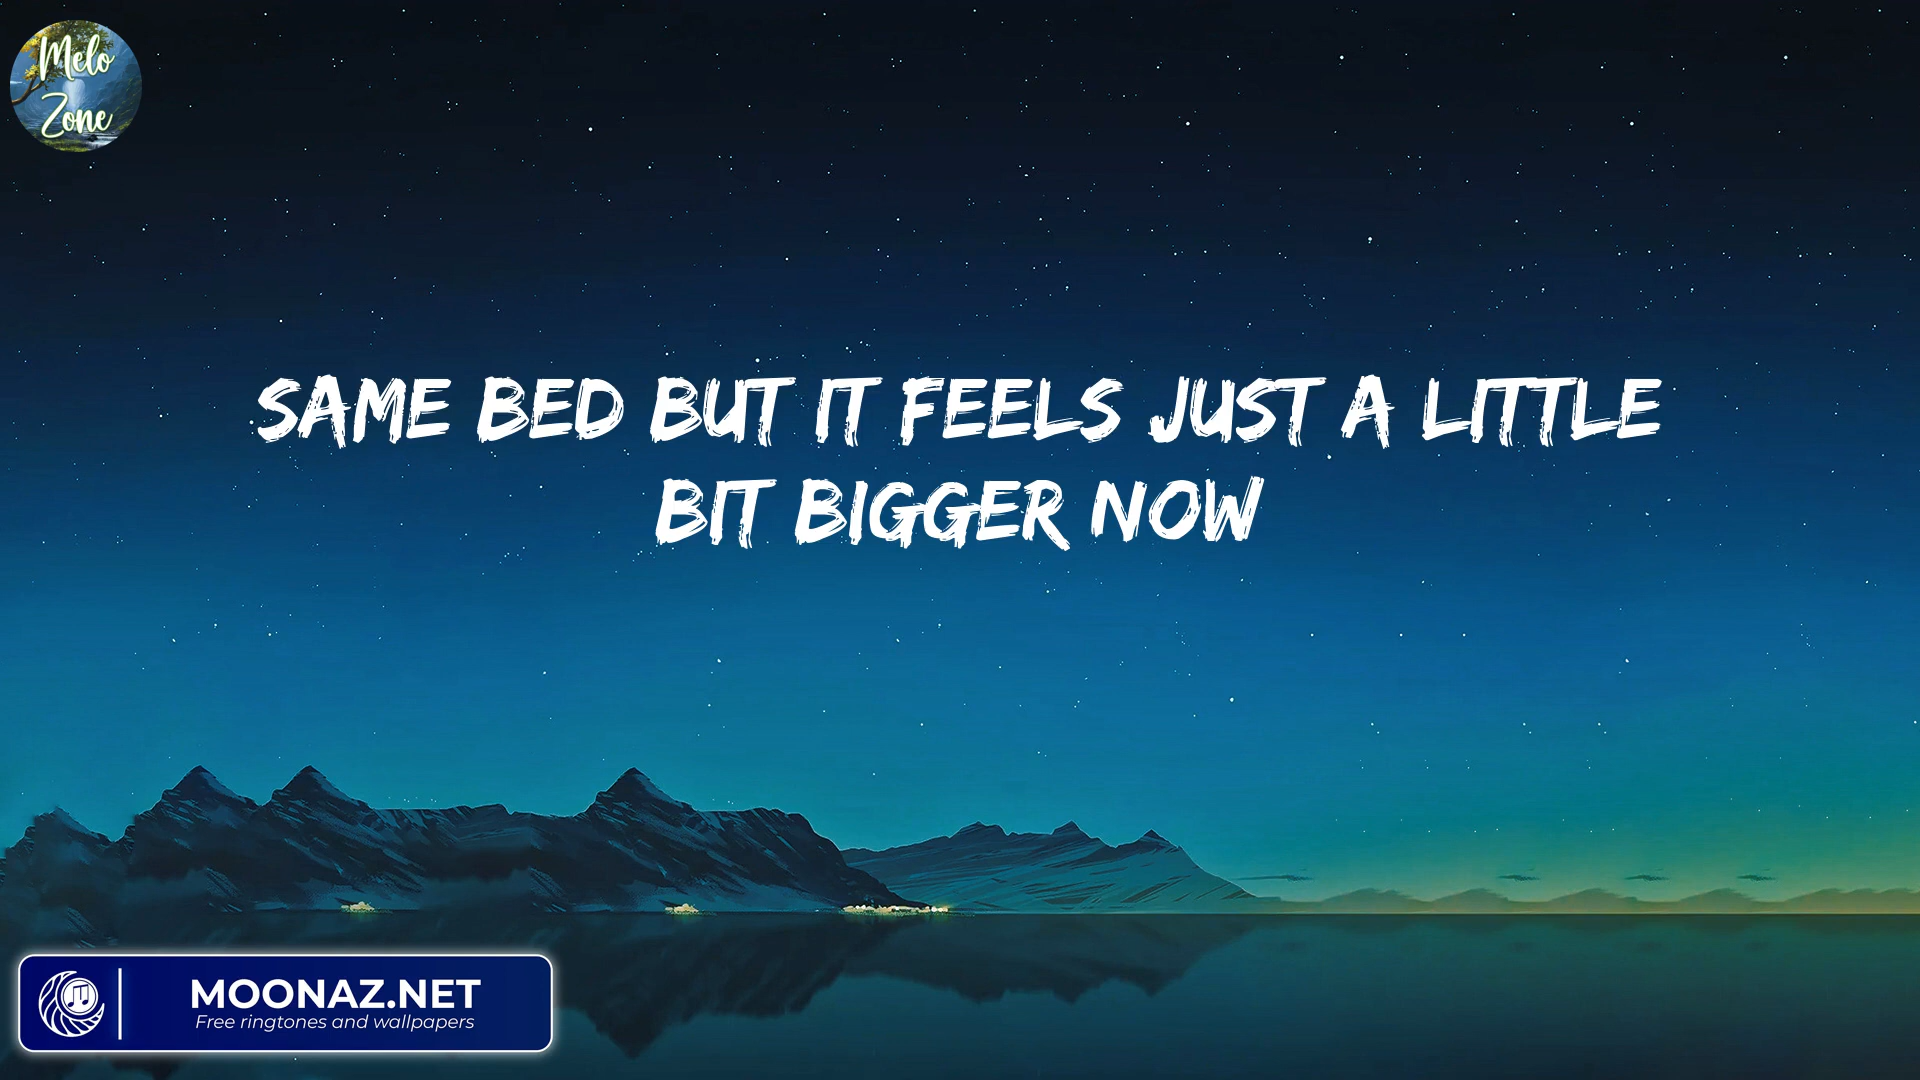 Melo
Zone
SAME BED BUT IT FEELS JUST A LITTLE
BIT BIGGER NOW
MOONAZ.NET
Free ringtones and wallpapers